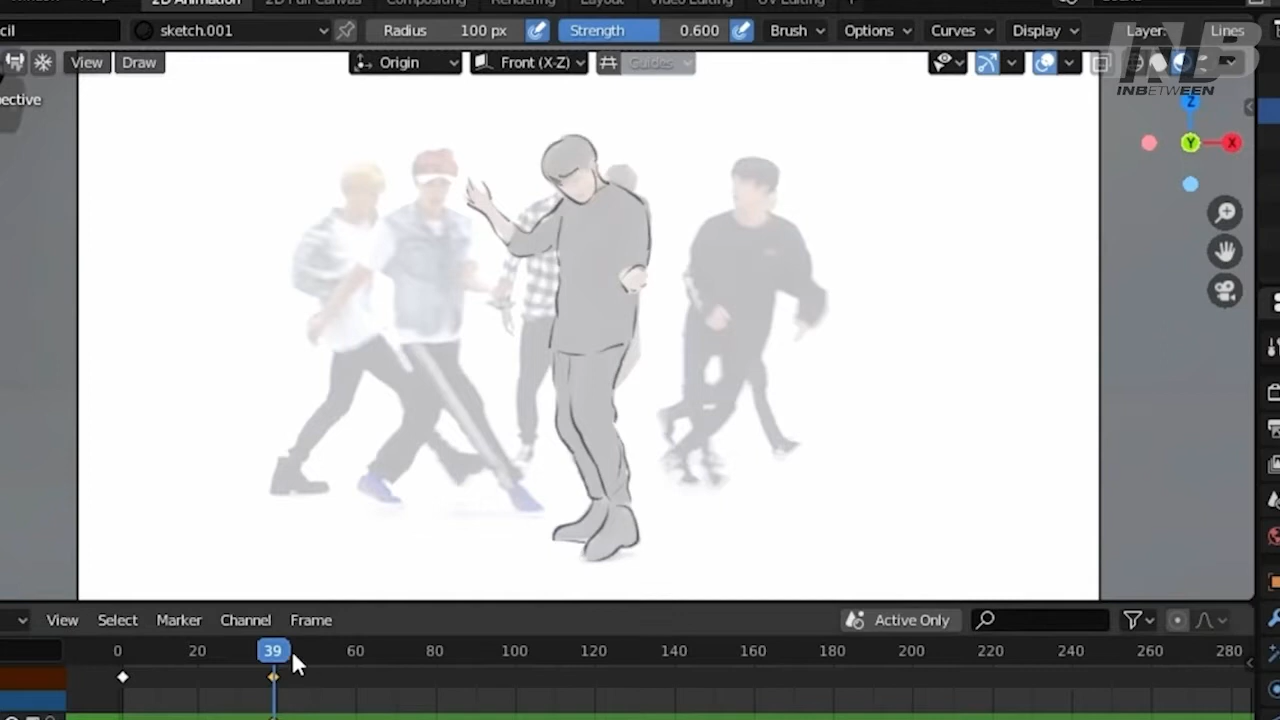 2D Animation 2D Full Canvas Compositing Rendering Layout Video Editing UV Editing +
cil sketch.001 Radius 100 px Strength 0.600 Brush Options Curves Display Layer: Lines
View Draw Origin Front (X-Z) Guides
INB
INBETWEEN
ective
Z
Y X
View Select Marker Channel Frame Active Only
0 20 39 60 80 100 120 140 160 180 200 220 240 260 280